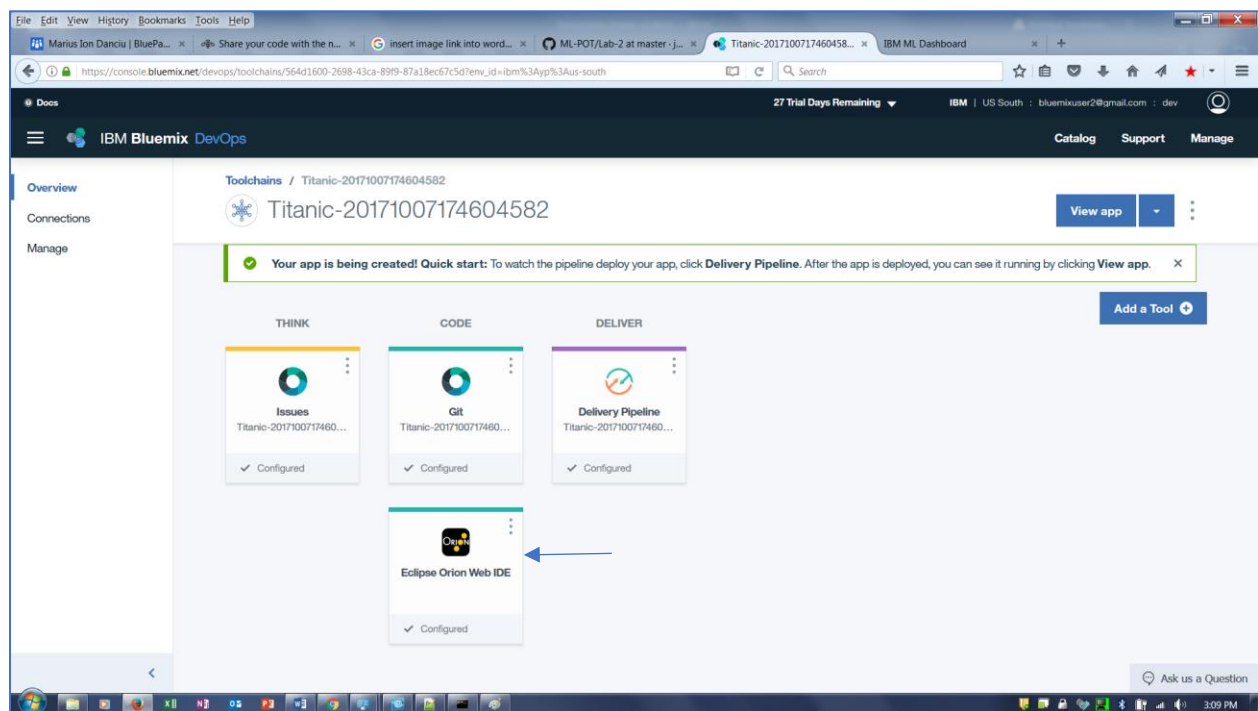 File Edit View History Bookmarks Tools Help
Marius Ion Danciu | BluePa... × Share your code with the n... × insert image link into word... × ML-POT/Lab-2 at master · j... × Titanic-20171007174604 58... × IBM ML Dashboard × +
https://console.bluemix.net/devops/toolchains/564d1600-2698-43ca-89f9-87a18ec67c5d?env_id=ibm%3Ayp%3Aus-south Search
Docs 27 Trial Days Remaining IBM | US South : bluemixuser2@gmail.com : dev
IBM Bluemix DevOps Catalog Support Manage
Overview
Connections
Manage
Toolchains / Titanic-20171007174604582
Titanic-20171007174604582
View app
Your app is being created! Quick start: To watch the pipeline deploy your app, click Delivery Pipeline. After the app is deployed, you can see it running by clicking View app. ×
Add a Tool
THINK CODE DELIVER
Issues Git Delivery Pipeline
Titanic-2017100717460... Titanic-2017100717460... Titanic-2017100717460...
Configured Configured Configured
ORION
Eclipse Orion Web IDE
Configured
Ask us a Question
3:09 PM